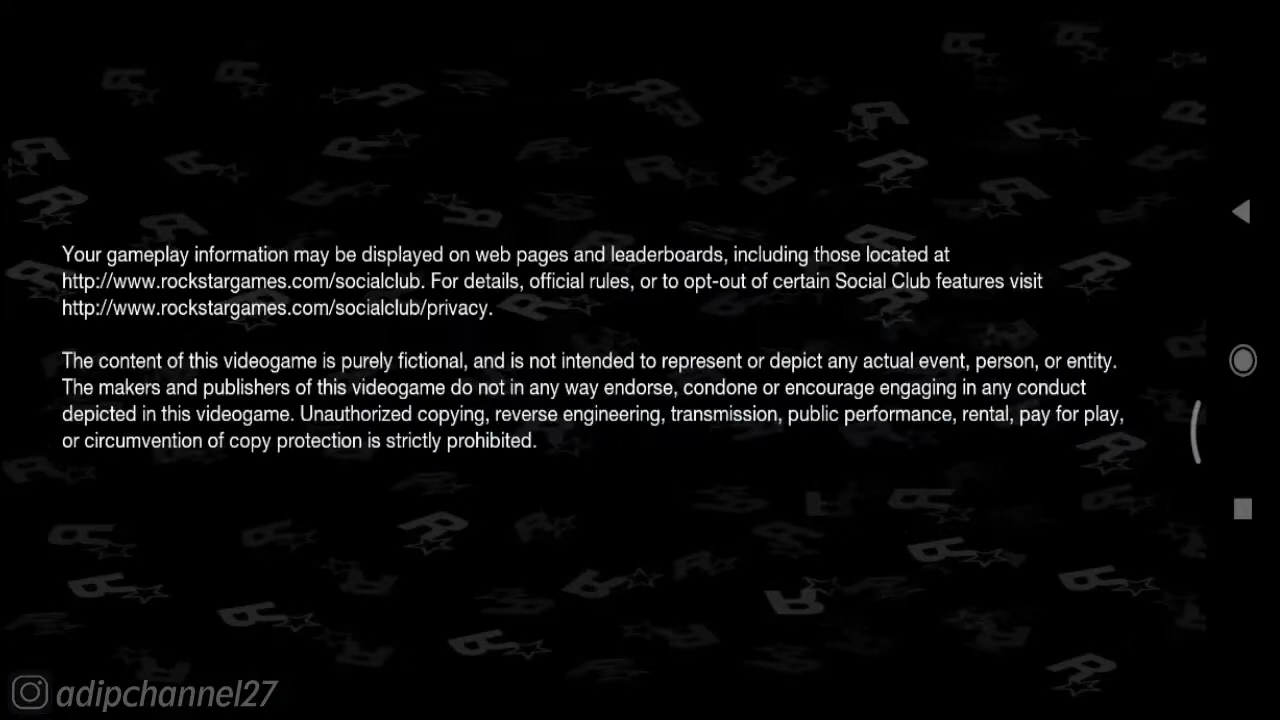 Your gameplay information may be displayed on web pages and leaderboards, including those located at
http://www.rockstargames.com/socialclub. For details, official rules, or to opt-out of certain Social Club features visit
http://www.rockstargames.com/socialclub/privacy.
The content of this videogame is purely fictional, and is not intended to represent or depict any actual event, person, or entity.
The makers and publishers of this videogame do not in any way endorse, condone or encourage engaging in any conduct
depicted in this videogame. Unauthorized copying, reverse engineering, transmission, public performance, rental, pay for play,
or circumvention of copy protection is strictly prohibited.
adipchannel27